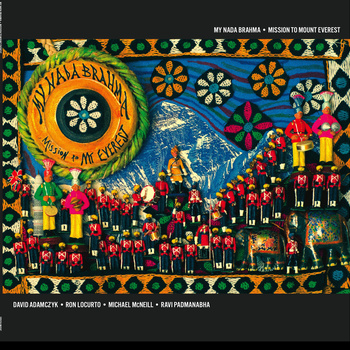 MY NADA BRAHMA • MISSION TO MOUNT EVEREST
MY NADA BRAHMA
MISSION TO MT EVEREST
DAVID ADAMCZYK • RON LOCURTO • MICHAEL McNEILL • RAVI PADMANABHA